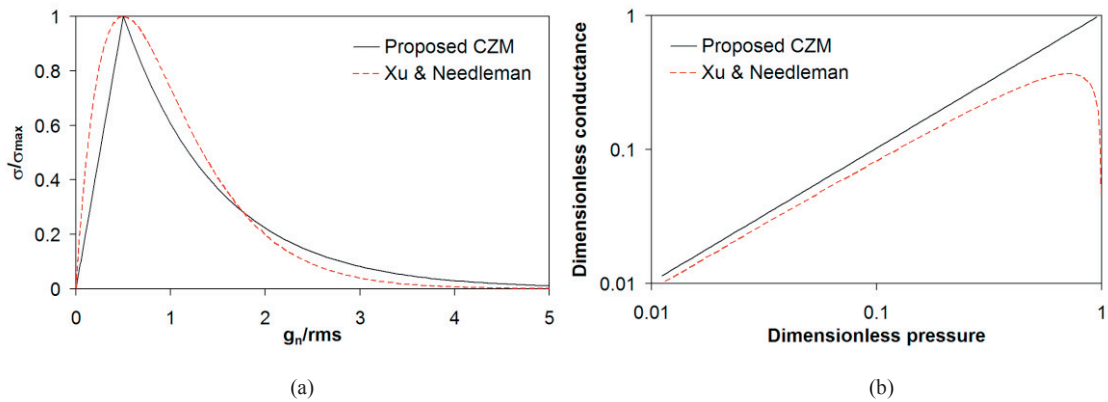 1
0.8
0.6
0.4
0.2
0
σ/σmax
Proposed CZM
Xu & Needleman
0 1 2 3 4 5
gn/rms
(a)
1
0.1
0.01
Dimensionless conductance
Proposed CZM
Xu & Needleman
0.01 0.1 1
Dimensionless pressure
(b)